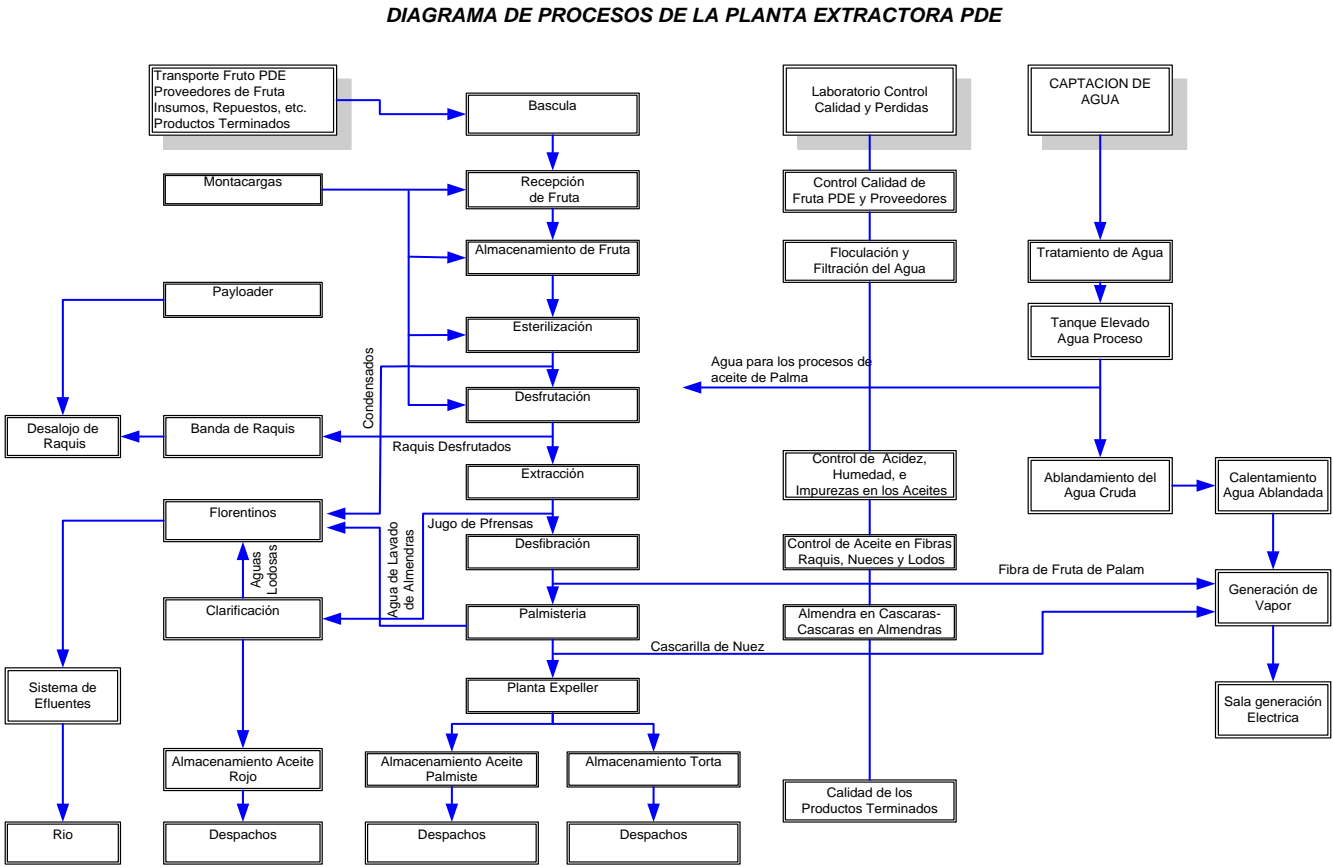 DIAGRAMA DE PROCESOS DE LA PLANTA EXTRACTORA PDE
Transporte Fruto PDE
Proveedores de Fruta
Insumos, Repuestos, etc.
Productos Terminados
Bascula
Laboratorio Control
Calidad y Perdidas
CAPTACION DE
AGUA
Montacargas
Recepción
de Fruta
Control Calidad de
Fruta PDE y Proveedores
Almacenamiento de Fruta
Floculación y
Filtración del Agua
Tratamiento de Agua
Payloader
Esterilización
Tanque Elevado
Agua Proceso
Condensados
Agua para los procesos de
aceite de Palma
Desfrutación
Desalojo de
Raquis
Banda de Raquis
Raquis Desfrutados
Extracción
Control de  Acidez,
Humedad, e
Impurezas en los Aceites
Ablandamiento del
Agua Cruda
Calentamiento
Agua Ablandada
Florentinos
Jugo de Pfrensas
Desfibración
Control de Aceite en Fibras
Raquis, Nueces y Lodos
Aguas
Lodosas
Agua de Lavado
de Almendras
Fibra de Fruta de Palam
Generación de
Vapor
Clarificación
Palmisteria
Almendra en Cascaras-
Cascaras en Almendras
Cascarilla de Nuez
Sistema de
Efluentes
Planta Expeller
Sala generación
Electrica
Almacenamiento Aceite
Rojo
Almacenamiento Aceite
Palmiste
Almacenamiento Torta
Calidad de los
Productos Terminados
Rio
Despachos
Despachos
Despachos